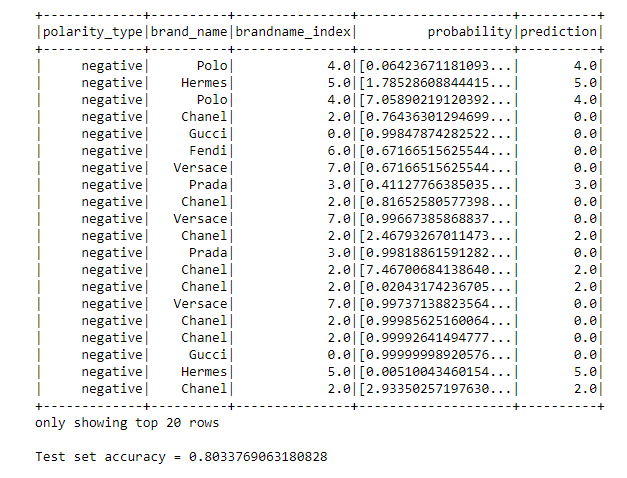 +-------------+----------+---------------+--------------------+----------+
|polarity_type|brand_name|brandname_index|         probability|prediction|
+-------------+----------+---------------+--------------------+----------+
|     negative|      Polo|            4.0|[0.06423671181093...|       4.0|
|     negative|    Hermes|            5.0|[1.78528608844415...|       5.0|
|     negative|      Polo|            4.0|[7.05890219120392...|       4.0|
|     negative|    Chanel|            2.0|[0.76436301294699...|       0.0|
|     negative|     Gucci|            0.0|[0.99847874282522...|       0.0|
|     negative|     Fendi|            6.0|[0.67166515625544...|       0.0|
|     negative|   Versace|            7.0|[0.67166515625544...|       0.0|
|     negative|     Prada|            3.0|[0.41127766385035...|       3.0|
|     negative|    Chanel|            2.0|[0.81652580577398...|       0.0|
|     negative|   Versace|            7.0|[0.99667385868837...|       0.0|
|     negative|    Chanel|            2.0|[2.46793267011473...|       2.0|
|     negative|     Prada|            3.0|[0.99818861591282...|       0.0|
|     negative|    Chanel|            2.0|[7.46700684138640...|       2.0|
|     negative|    Chanel|            2.0|[0.02043174236705...|       2.0|
|     negative|   Versace|            7.0|[0.99737138823564...|       0.0|
|     negative|    Chanel|            2.0|[0.99985625160064...|       0.0|
|     negative|    Chanel|            2.0|[0.99992641494777...|       0.0|
|     negative|     Gucci|            0.0|[0.99999998920576...|       0.0|
|     negative|    Hermes|            5.0|[0.00510043460154...|       5.0|
|     negative|    Chanel|            2.0|[2.93350257197630...|       2.0|
+-------------+----------+---------------+--------------------+----------+
only showing top 20 rows
Test set accuracy = 0.8033769063180828